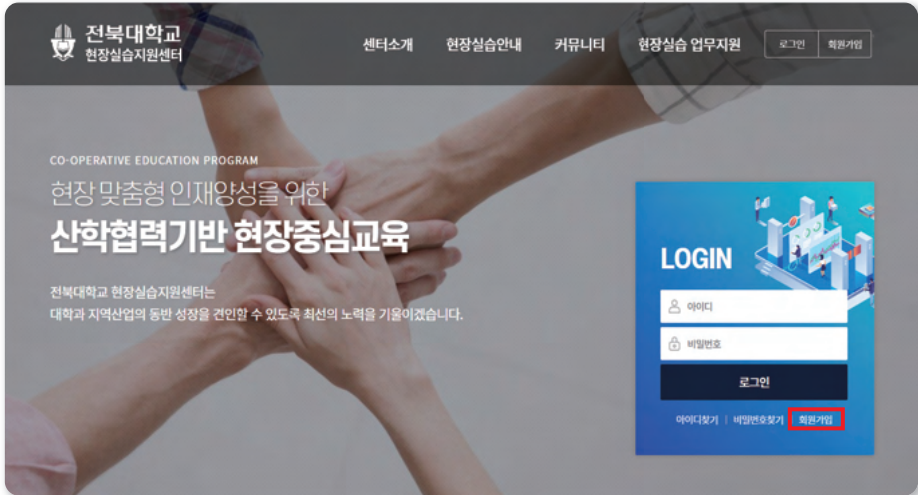 전북대학교
현장실습지원센터
센터소개 현장실습안내 커뮤니티 현장실습 업무지원 로그인 회원가입
CO-OPERATIVE EDUCATION PROGRAM
현장 맞춤형 인재양성을 위한
산학협력기반 현장중심교육
전북대학교 현장실습지원센터는
대학과 지역산업의 동반 성장을 견인할 수 있도록 최선의 노력을 기울이겠습니다.
LOGIN
아이디
비밀번호
로그인
아이디찾기 | 비밀번호찾기 | 회원가입